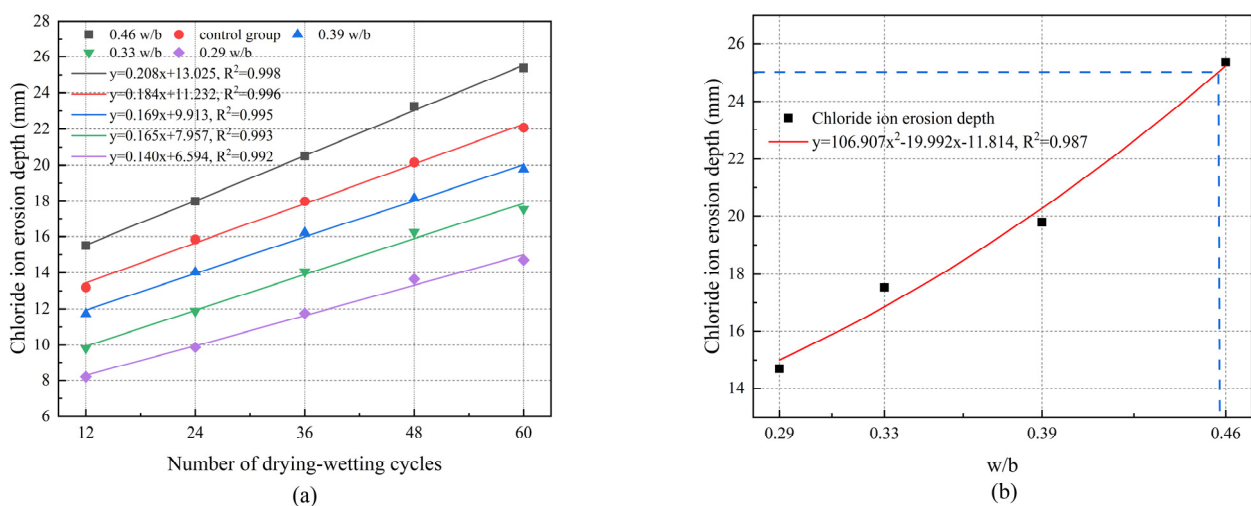 28
26
24
22
20
18
16
14
12
10
8
6
Chloride ion erosion depth (mm)
0.46 w/b control group 0.39 w/b
0.33 w/b 0.29 w/b
y=0.208x+13.025, R²=0.998
y=0.184x+11.232, R²=0.996
y=0.169x+9.913, R²=0.995
y=0.165x+7.957, R²=0.993
y=0.140x+6.594, R²=0.992
12 24 36 48 60
Number of drying-wetting cycles
(a)
26
24
22
20
18
16
14
Chloride ion erosion depth (mm)
Chloride ion erosion depth
y=106.907x²-19.992x-11.814, R²=0.987
0.29 0.33 0.39 0.46
w/b
(b)